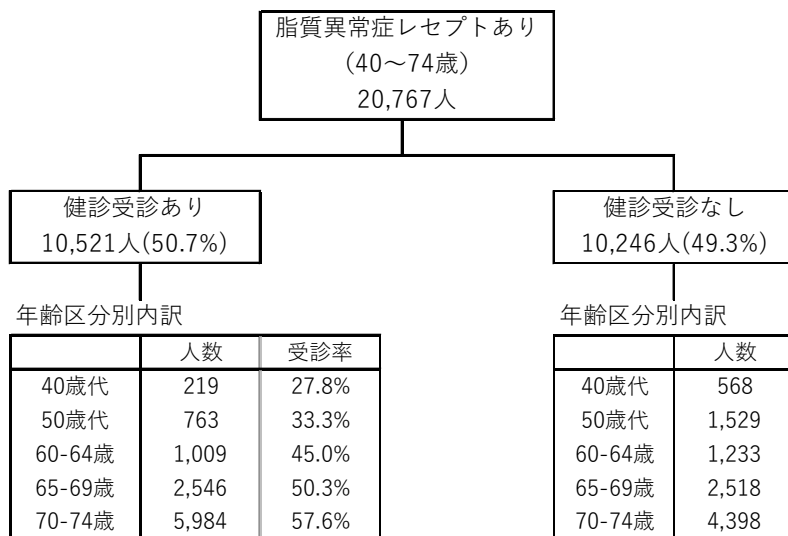 脂質異常症レセプトあり
(40～74歳)
20,767人
健診受診あり
10,521人(50.7%)
健診受診なし
10,246人(49.3%)
年齢区分別内訳
人数 受診率
40歳代 219 27.8%
50歳代 763 33.3%
60-64歳 1,009 45.0%
65-69歳 2,546 50.3%
70-74歳 5,984 57.6%
年齢区分別内訳
人数
40歳代 568
50歳代 1,529
60-64歳 1,233
65-69歳 2,518
70-74歳 4,398